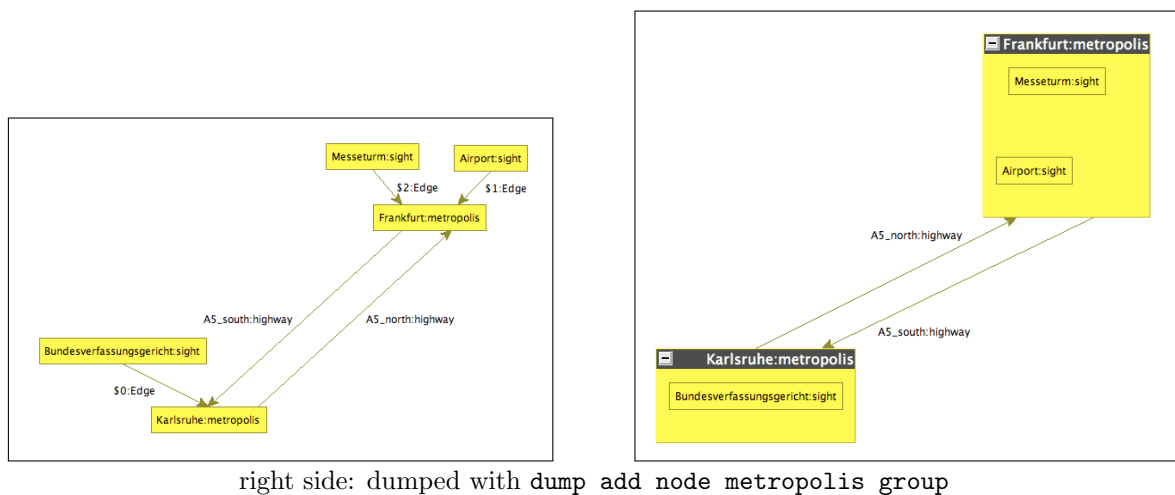 Messeturm:sight
Airport:sight
$2:Edge
$1:Edge
Frankfurt:metropolis
A5_south:highway
A5_north:highway
Bundesverfassungsgericht:sight
$0:Edge
Karlsruhe:metropolis
Frankfurt:metropolis
Messeturm:sight
Airport:sight
A5_north:highway
A5_south:highway
Karlsruhe:metropolis
Bundesverfassungsgericht:sight
right side: dumped with dump add node metropolis group